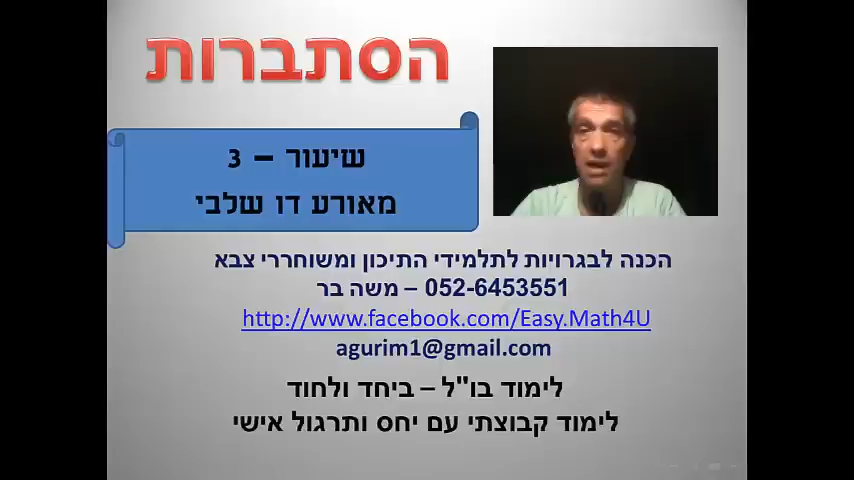 הסתברות
שיעור – 3
מאורע דו שלבי
הכנה לבגרויות לתלמידי התיכון ומשוחררי צבא
משה בר – 052-6453551
http://www.facebook.com/Easy.Math4U
agurim1@gmail.com
לימוד בו"ל – ביחד ולחוד
לימוד קבוצתי עם יחס ותרגול אישי